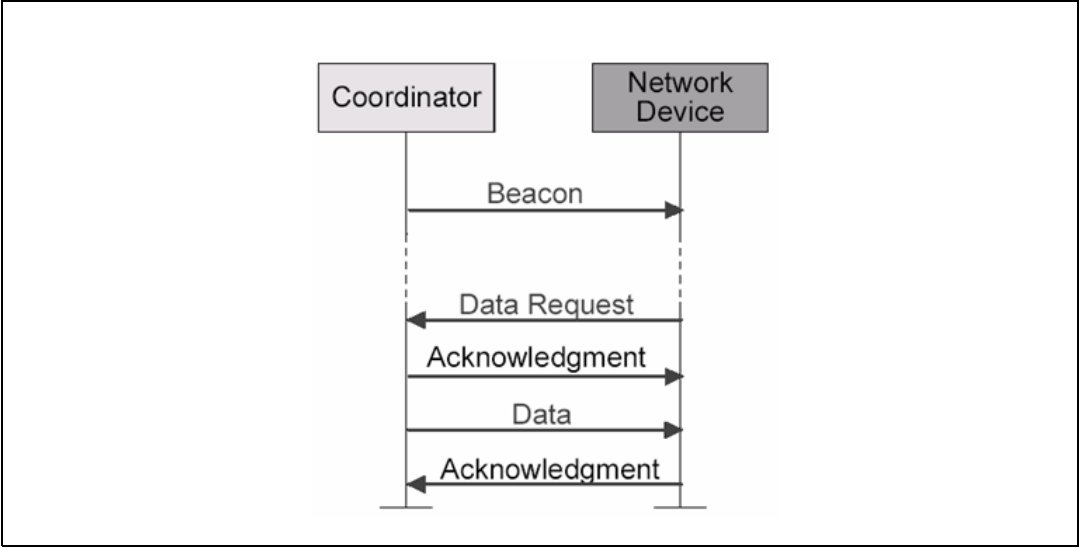 Coordinator
Network
Device
Beacon
Data Request
Acknowledgment
Data
Acknowledgment